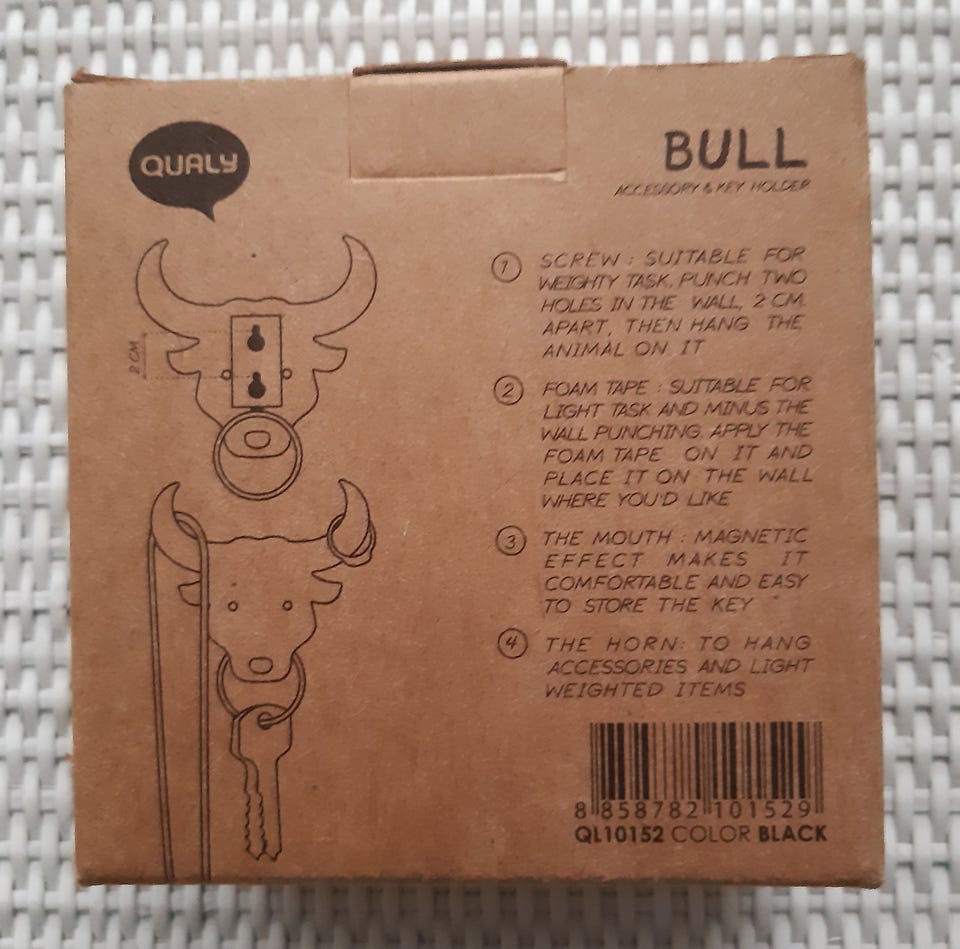 QUALY
BULL
ACCESSORY & KEY HOLDER
2 CM
1 SCREW : SUITABLE FOR
WEIGHTY TASK, PUNCH TWO
HOLES IN THE WALL, 2 CM.
APART, THEN HANG THE
ANIMAL ON IT
2 FOAM TAPE : SUITABLE FOR
LIGHT TASK AND MINUS THE
WALL PUNCHING, APPLY THE
FOAM TAPE ON IT AND
PLACE IT ON THE WALL
WHERE YOU'D LIKE
3 THE MOUTH : MAGNETIC
EFFECT MAKES IT
COMFORTABLE AND EASY
TO STORE THE KEY
4 THE HORN: TO HANG
ACCESSORIES AND LIGHT
WEIGHTED ITEMS
8 858782 101529
QL10152 COLOR BLACK